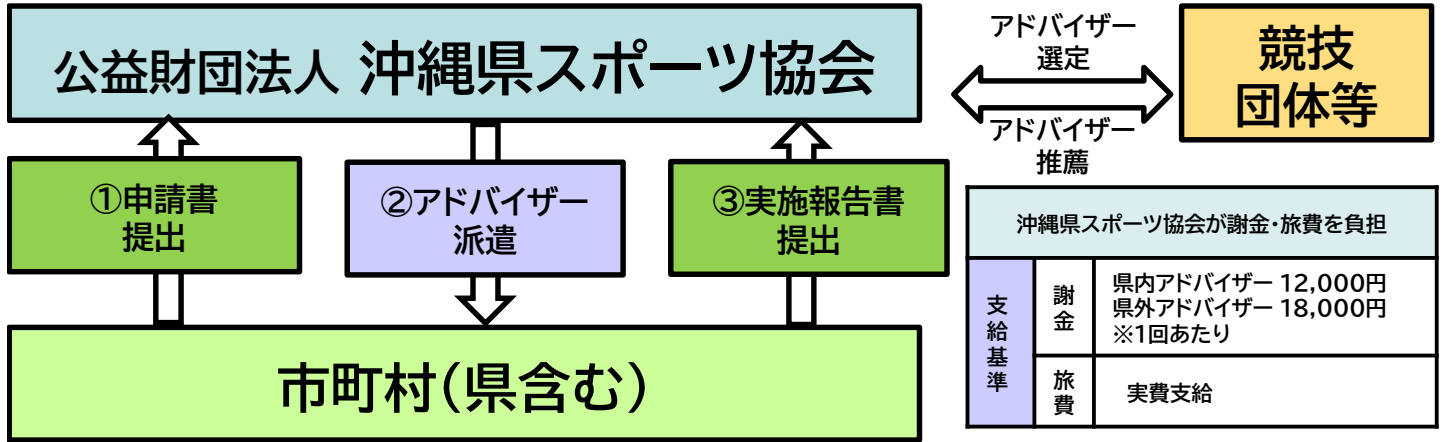 公益財団法人 沖縄県スポーツ協会
アドバイザー
選定
アドバイザー
推薦
競技
団体等
①申請書
提出
②アドバイザー
派遣
③実施報告書
提出
市町村(県含む)
沖縄県スポーツ協会が謝金・旅費を負担
支給基準
謝金
県内アドバイザー 12,000円
県外アドバイザー 18,000円
※1回あたり
旅費
実費支給